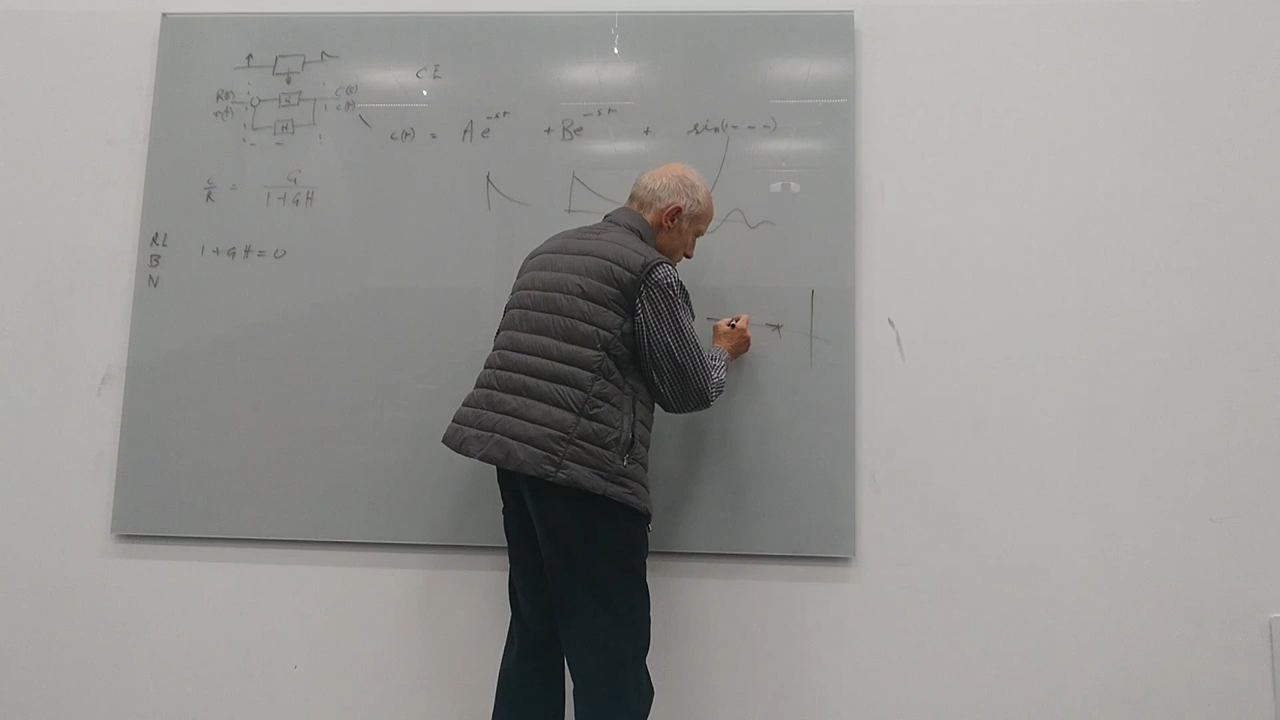 CE
R(s) G C(s)
r(t) c(t)
H
c(t) = Ae^-st + Be^-st + sin(- - -)
C/R = G/1+GH
RL 1+GH=0
B
N